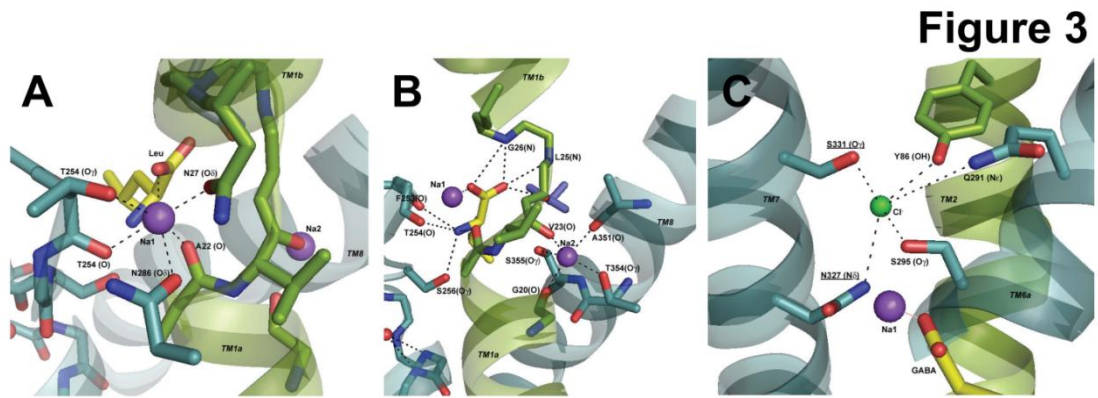 Figure 3
A
TM1b
Leu
T254 (Oγ)
N27 (Oδ)
Na1
Na2
A22 (O)
TM8
T254 (O)
N286 (Oδ)
TM1a
B
TM1b
G26(N)
L25(N)
Na1
F253(O)
TM8
V23(O)
T254(O)
Na2
A351(O)
S355(Oγ)
T354(Oγ)
S256(Oγ)
G20(O)
TM1a
C
S331 (Oγ)
Y86 (OH)
Q291 (Nε)
TM7
Cl
TM2
S295 (Oγ)
N327 (Nδ)
TM6a
Na1
GABA